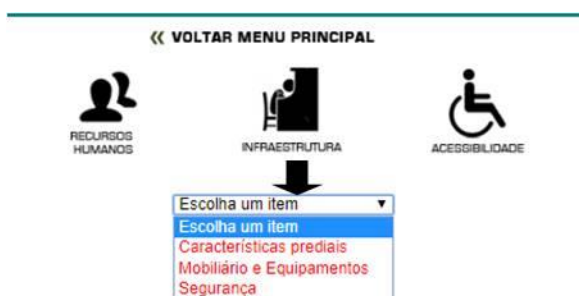 « VOLTAR MENU PRINCIPAL
RECURSOS
HUMANOS
INFRAESTRUTURA
ACESSIBILIDADE
Escolha um item
Escolha um item
Características prediais
Mobiliário e Equipamentos
Segurança